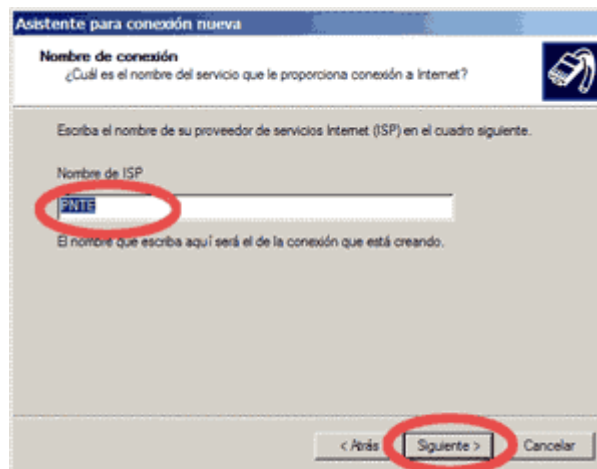 Asistente para conexión nueva
Nombre de conexión
¿Cuál es el nombre del servicio que le proporciona conexión a Internet?
Escriba el nombre de su proveedor de servicios Internet (ISP) en el cuadro siguiente.
Nombre de ISP
PNTE
El nombre que escriba aquí será el de la conexión que está creando.
< Atrás
Siguiente >
Cancelar